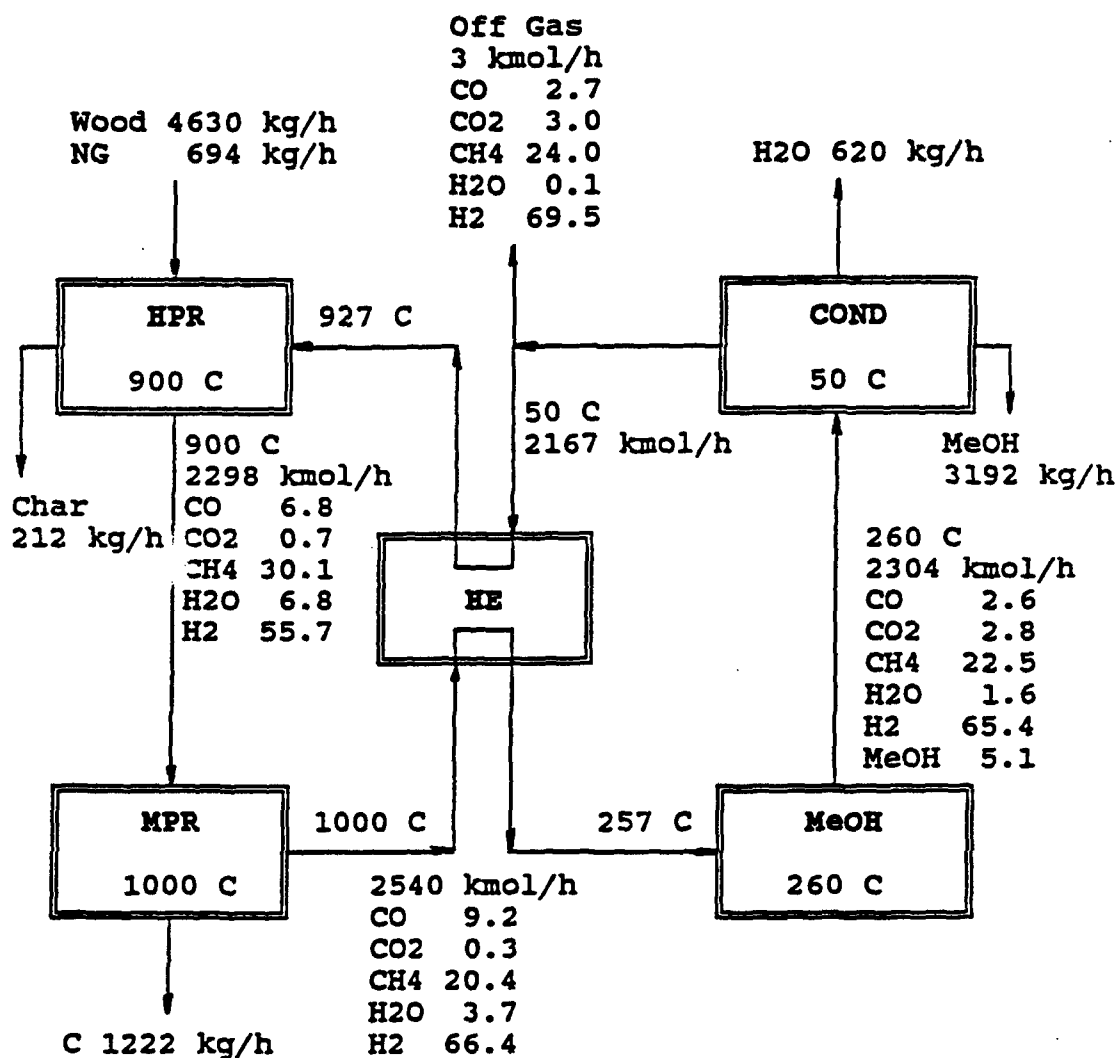 Off Gas
3 kmol/h
CO 2.7
CO2 3.0
CH4 24.0
H2O 0.1
H2 69.5
Wood 4630 kg/h
NG 694 kg/h
H2O 620 kg/h
HPR
900 C
927 C
COND
50 C
50 C
2167 kmol/h
MeOH
3192 kg/h
Char
212 kg/h
900 C
2298 kmol/h
CO 6.8
CO2 0.7
CH4 30.1
H2O 6.8
H2 55.7
HE
260 C
2304 kmol/h
CO 2.6
CO2 2.8
CH4 22.5
H2O 1.6
H2 65.4
MeOH 5.1
MPR
1000 C
1000 C
257 C
MeOH
260 C
2540 kmol/h
CO 9.2
CO2 0.3
CH4 20.4
H2O 3.7
H2 66.4
C 1222 kg/h